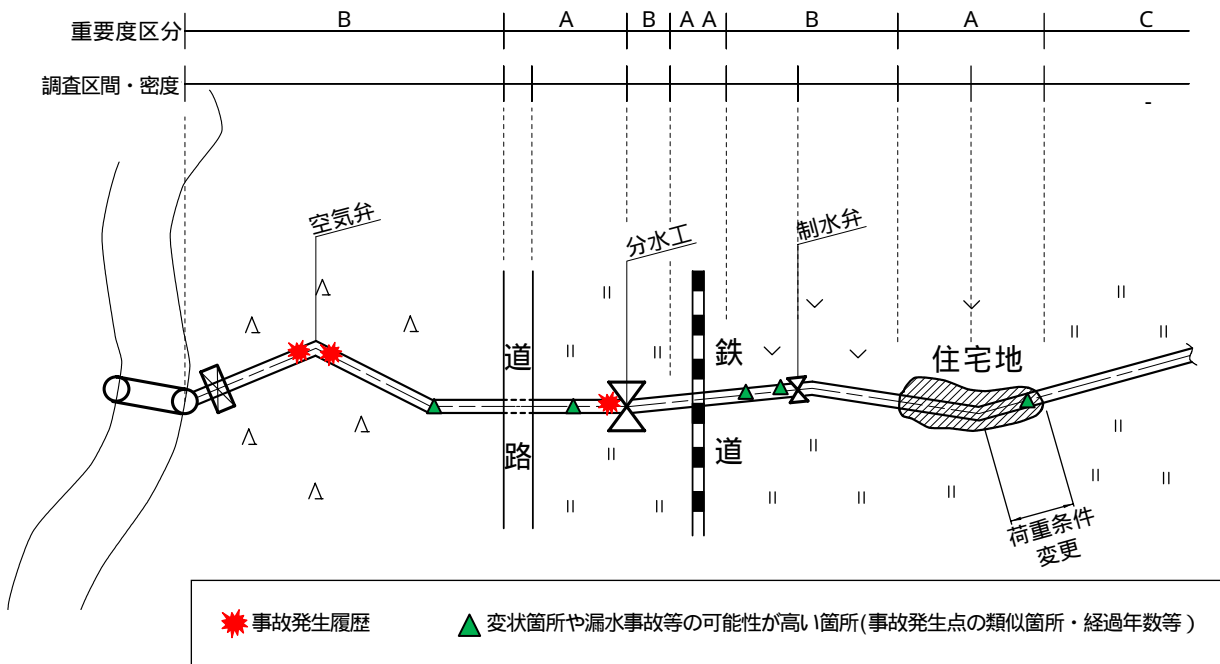 重要度区分 B A B A A B A C
調査区間・密度
-
空気弁
分水工
制水弁
道路
鉄道
住宅地
荷重条件
変更
事故発生履歴 変状箇所や漏水事故等の可能性が高い箇所(事故発生点の類似箇所・経過年数等)